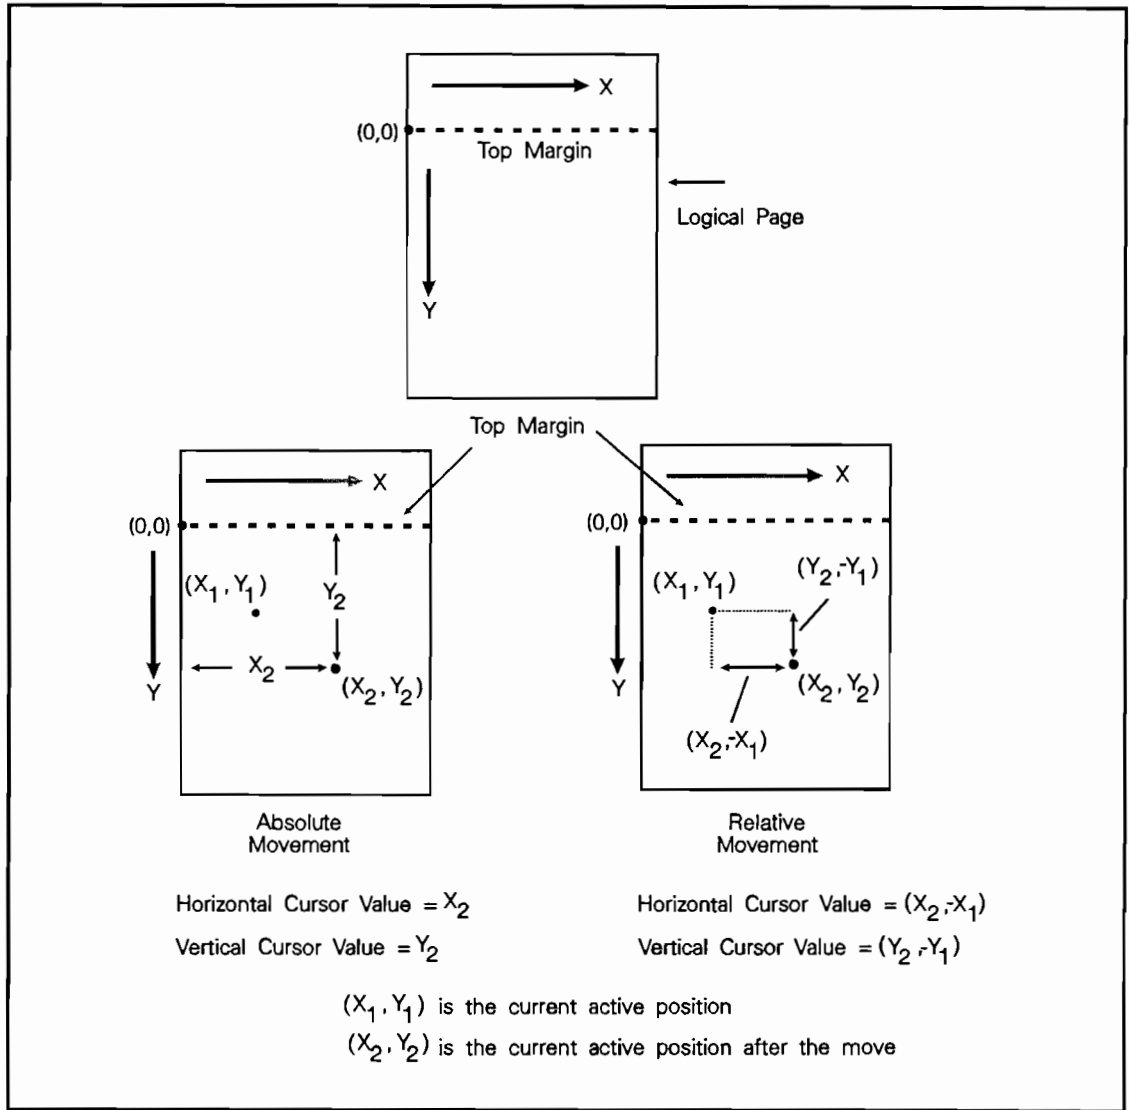 X
(0,0)
Top Margin
Logical Page
Y
Top Margin
X
(0,0)
(X₁, Y₁)
Y₂
X₂
Y
(X₂, Y₂)
X
(0,0)
(Y₂,-Y₁)
(X₁, Y₁)
Y
(X₂, Y₂)
(X₂,-X₁)
Absolute
Movement
Relative
Movement
Horizontal Cursor Value = X₂
Vertical Cursor Value = Y₂
Horizontal Cursor Value = (X₂,-X₁)
Vertical Cursor Value = (Y₂,-Y₁)
(X₁, Y₁) is the current active position
(X₂, Y₂) is the current active position after the move